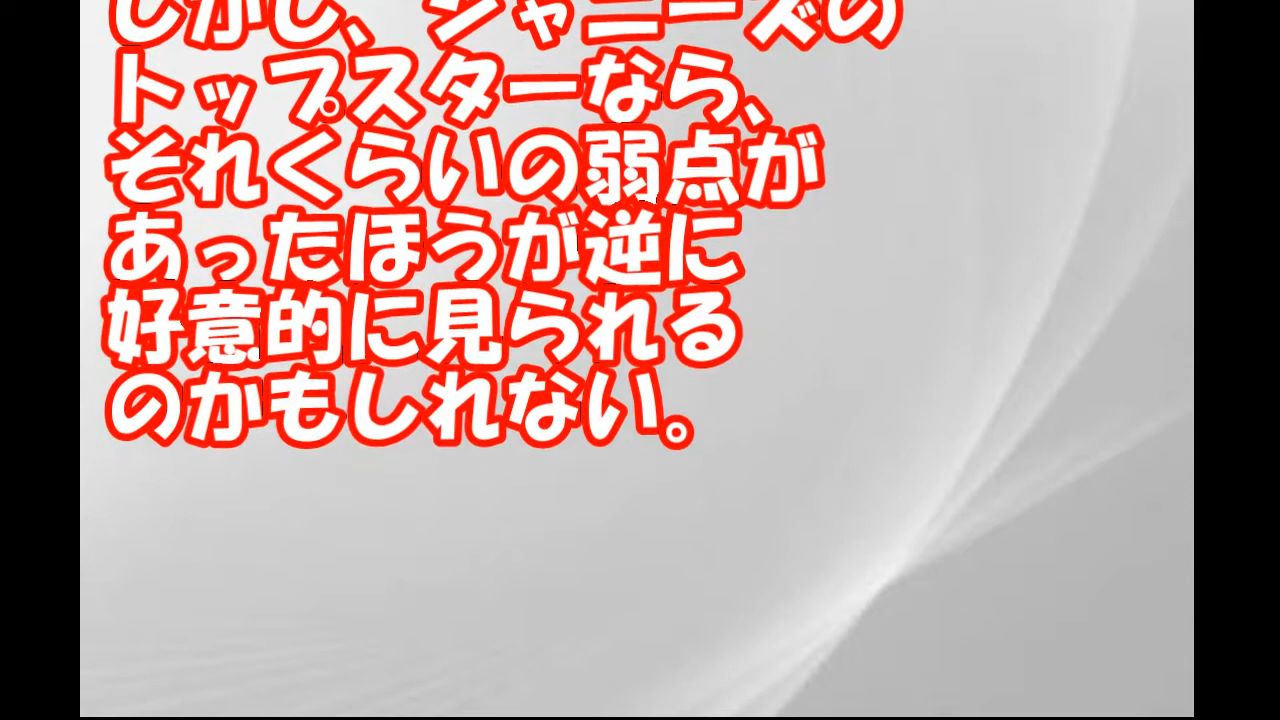 しかし、ジャニーズの
トップスターなら、
それくらいの弱点が
あったほうが逆に
好意的に見られる
のかもしれない。